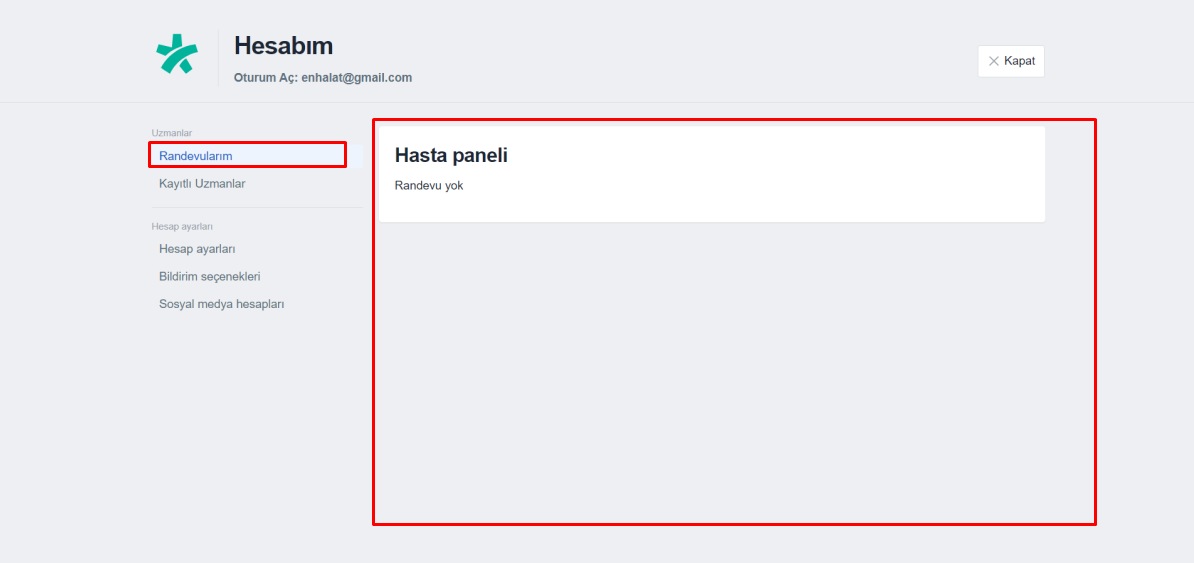 Hesabım
Oturum Aç: enhalat@gmail.com
Kapat
Uzmanlar
Randevularım
Kayıtlı Uzmanlar
Hesap ayarları
Hesap ayarları
Bildirim seçenekleri
Sosyal medya hesapları
Hasta paneli
Randevu yok